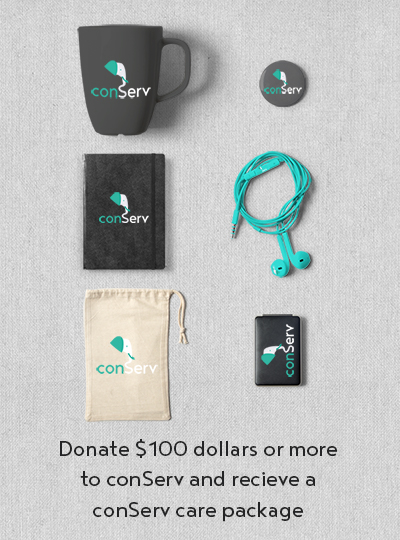 conServ
conServ
conServ
conServ
conServ
Donate $100 dollars or more
to conServ and recieve a
conServ care package